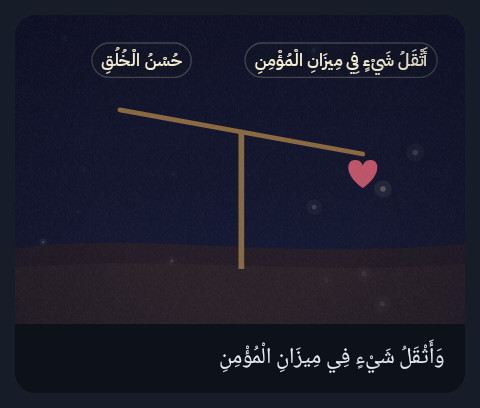 أَثْقَلُ شَيْءٍ فِي مِيزَانِ الْمُؤْمِنِ
حُسْنُ الْخُلُقِ
وَأَثْقَلُ شَيْءٍ فِي مِيزَانِ الْمُؤْمِنِ